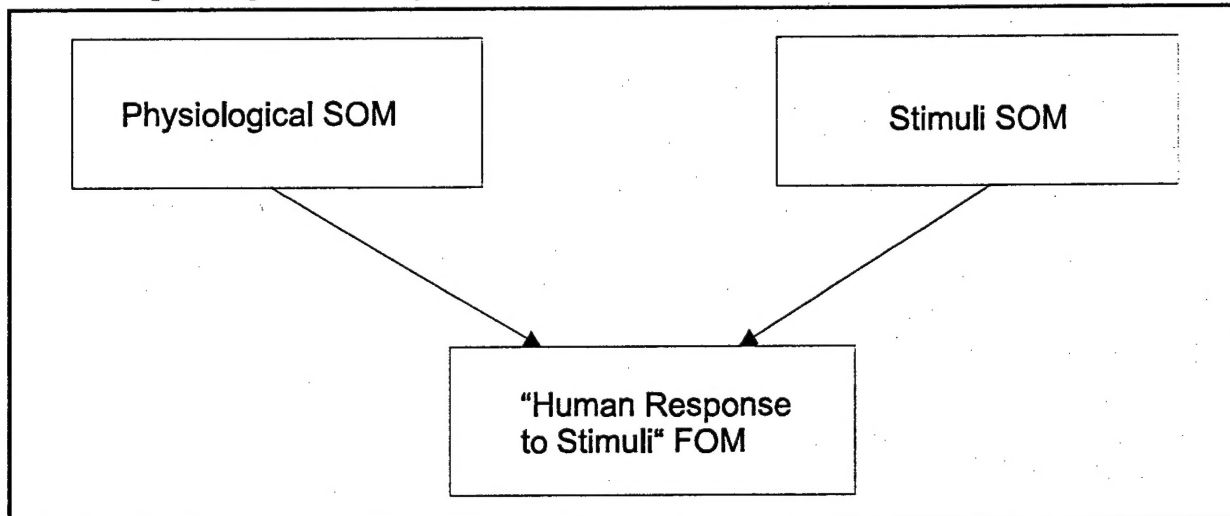 Physiological SOM
Stimuli SOM
“Human Response
to Stimuli“ FOM